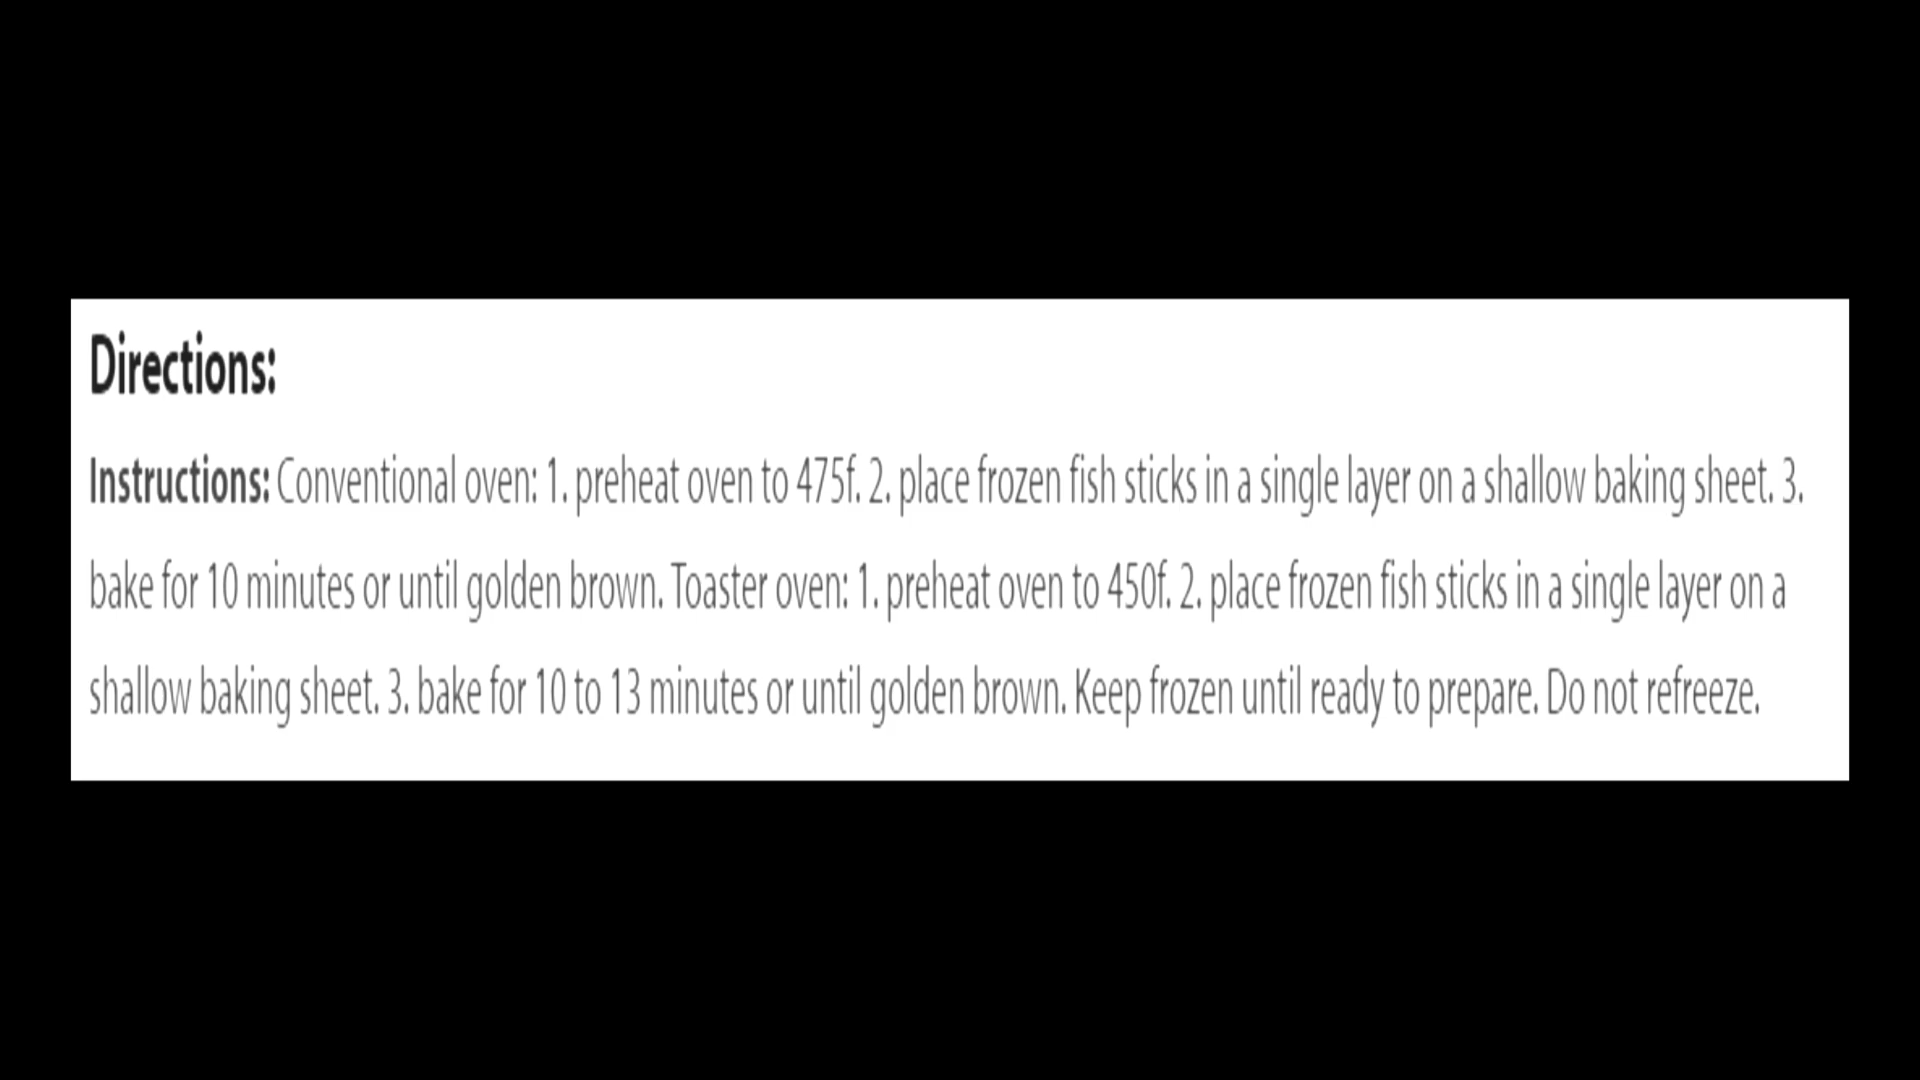 Directions:
Instructions: Conventional oven: 1. preheat oven to 475f. 2. place frozen fish sticks in a single layer on a shallow baking sheet. 3.
bake for 10 minutes or until golden brown. Toaster oven: 1. preheat oven to 450f. 2. place frozen fish sticks in a single layer on a
shallow baking sheet. 3. bake for 10 to 13 minutes or until golden brown. Keep frozen until ready to prepare. Do not refreeze.